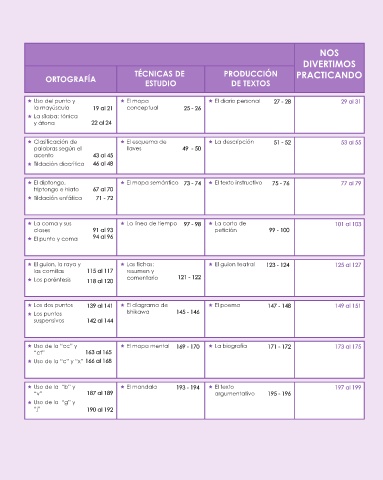 NOS
DIVERTIMOS
PRACTICANDO
ORTOGRAFÍA
TÉCNICAS DE
ESTUDIO
PRODUCCIÓN
DE TEXTOS
★ Uso del punto y
la mayúscula 19 al 21
★ La sílaba: tónica
y átona 22 al 24
★ El mapa
conceptual 25 - 26
★ El diario personal 27 - 28
29 al 31
★ Clasificación de
palabras según el
acento 43 al 45
★ Tildación diacrítica 46 al 48
★ El esquema de
llaves 49 - 50
★ La descripción 51 - 52
53 al 55
★ El diptongo,
triptongo e hiato 67 al 70
★ Tildación enfática 71 - 72
★ El mapa semántico 73 - 74
★ El texto instructivo 75 - 76
77 al 79
★ La coma y sus
clases 91 al 93
★ El punto y coma 94 al 96
★ La línea de tiempo 97 - 98
★ La carta de
petición 99 - 100
101 al 103
★ El guion, la raya y
las comillas 115 al 117
★ Los paréntesis 118 al 120
★ Las fichas:
resumen y
comentario 121 - 122
★ El guion teatral 123 - 124
125 al 127
★ Los dos puntos 139 al 141
★ Los puntos
suspensivos 142 al 144
★ El diagrama de
Ishikawa 145 - 146
★ El poema 147 - 148
149 al 151
★ Uso de la "cc" y
"ct" 163 al 165
★ Uso de la "c" y "x" 166 al 168
★ El mapa mental 169 - 170
★ La biografía 171 - 172
173 al 175
★ Uso de la "b" y
"v" 187 al 189
★ Uso de la "g" y
"j" 190 al 192
★ El mandala 193 - 194
★ El texto
argumentativo 195 - 196
197 al 199